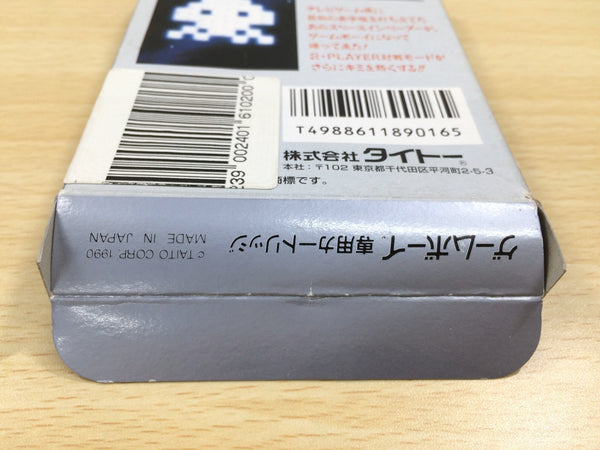 テレビゲーム界に
あのスペースインベーダーが、
ゲームボーイになって
帰って来た!
2・PLAYER対戦モードが
さらにキミを熱くする!!
239 002401 610200 C
T4988611890165
株式会社 タイトー®
本社:〒102 東京都千代田区平河町2-5-3
商標です。
ゲームボーイ 専用カートリッジ
© TAITO CORP 1990
MADE IN JAPAN